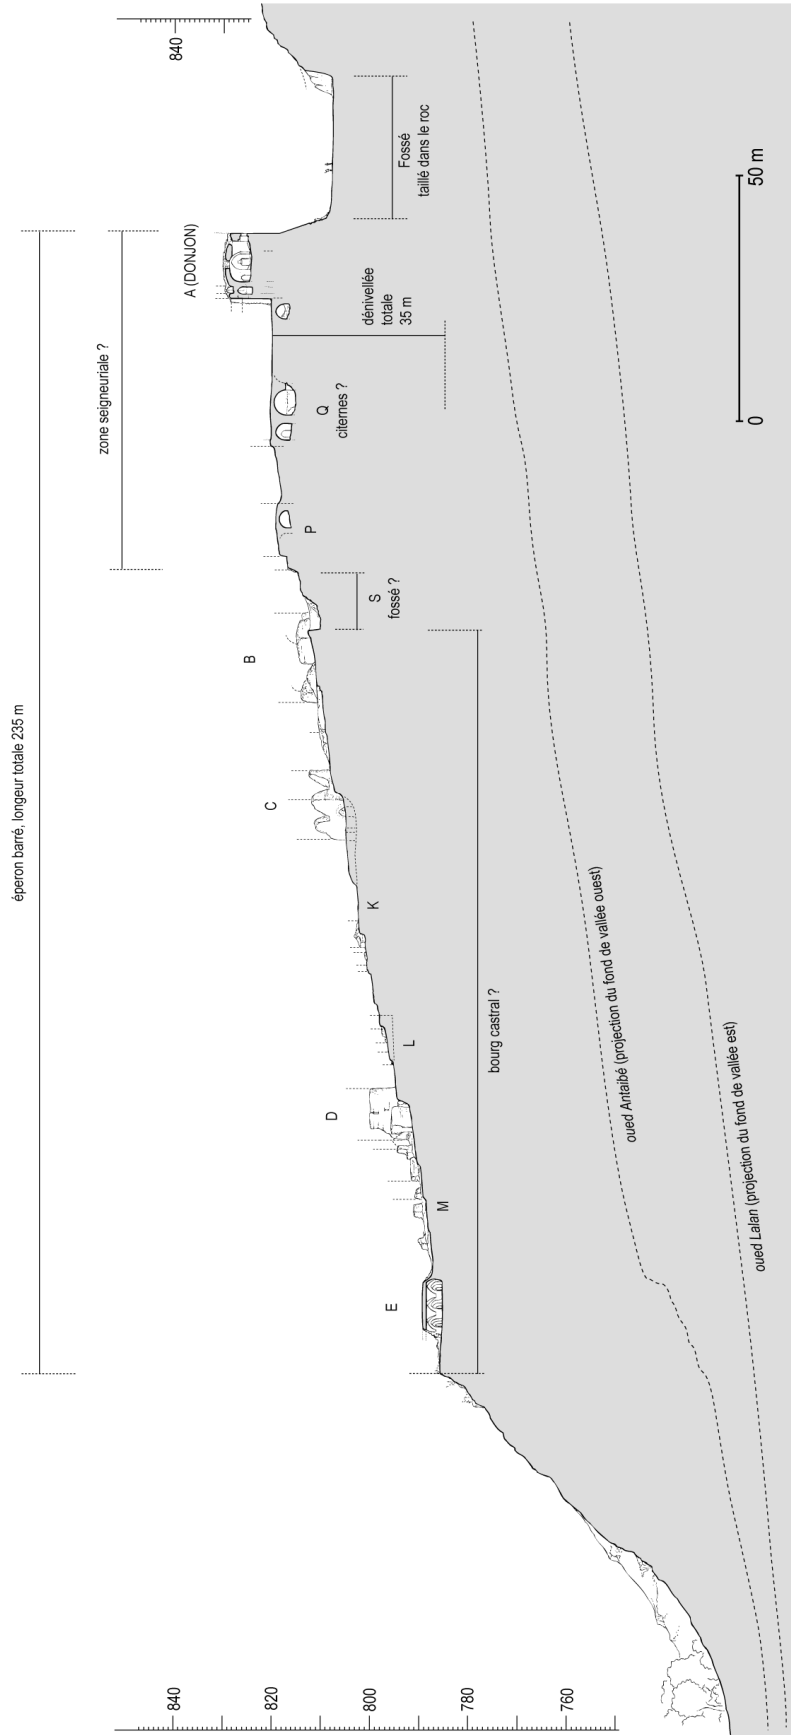 éperon barré, longeur totale 235 m
zone seigneuriale ?
840
A (DONJON)
Fossé
taillé dans le roc
dénivellée
totale
35 m
Q
citernes ?
P
S
fossé ?
B
C
K
L
D
M
E
bourg castral ?
oued Antaibé (projection du fond de vallée ouest)
oued Lalan (projection du fond de vallée est)
0
50 m
840
820
800
760